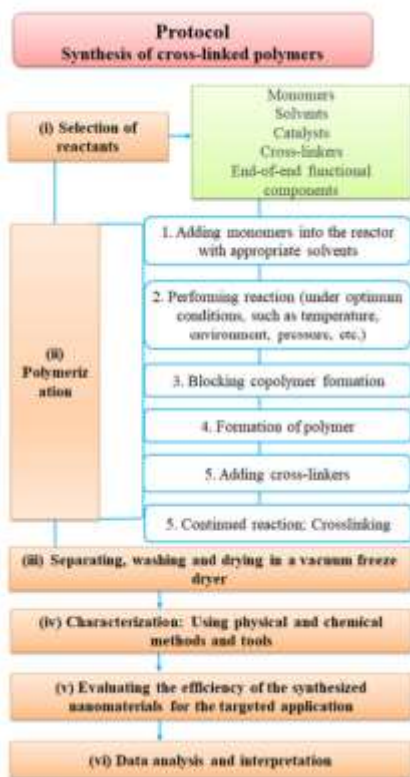 Protocol
Synthesis of cross-linked polymers
(i) Selection of
reactants
Monomers
Solvents
Catalysts
Cross-linkers
End-of-end functional
components
(ii)
Polymeriz
ation
1. Adding monomers into the reactor
with appropriate solvents
2. Performing reaction (under optimum
conditions, such as temperature,
environment, pressure, etc.)
3. Blocking copolymer formation
4. Formation of polymer
5. Adding cross-linkers
5. Continued reaction: Crosslinking
(iii) Separating, washing and drying in a vacuum freeze
dryer
(iv) Characterization: Using physical and chemical
methods and tools
(v) Evaluating the efficiency of the synthesized
nanomaterials for the targeted application
(vi) Data analysis and interpretation